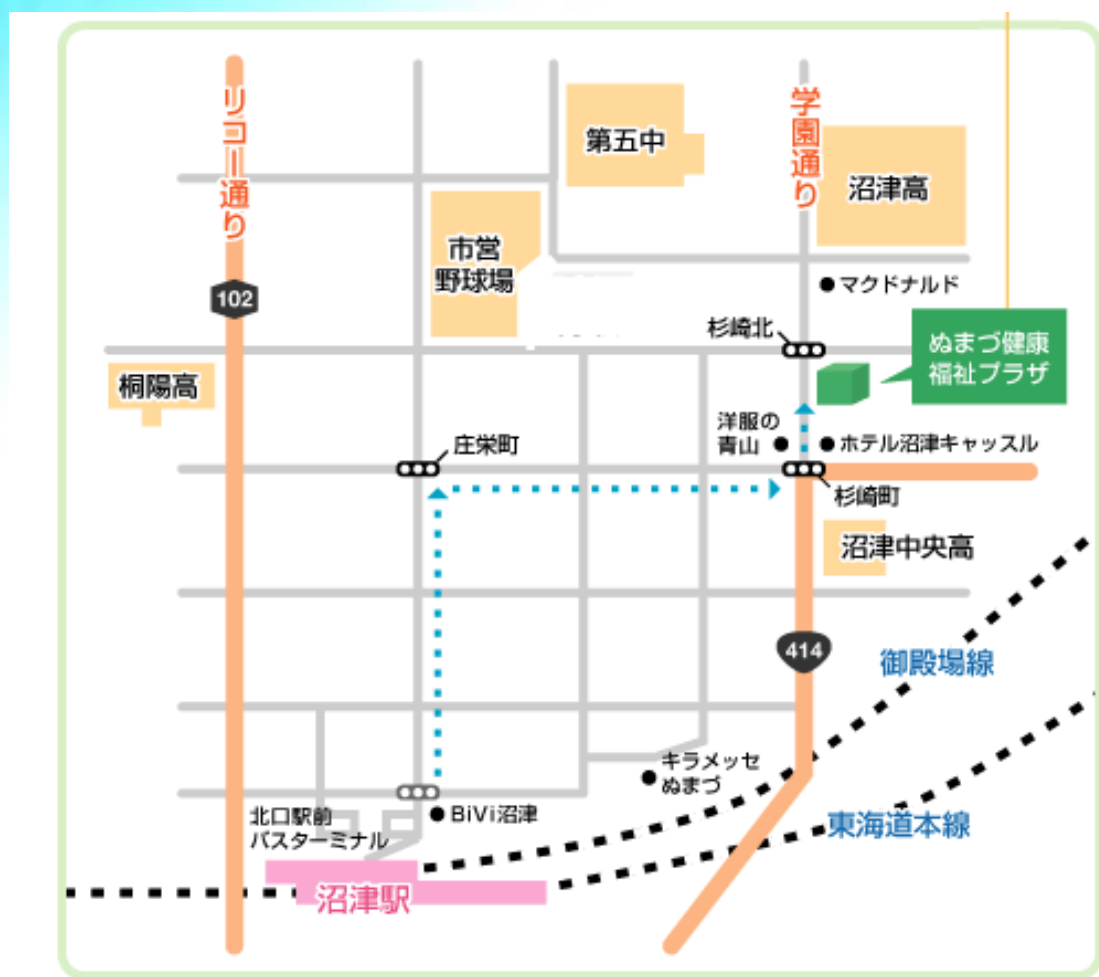 リコー通り
学園通り
第五中
沼津高
市営
野球場
マクドナルド
102
杉崎北
ぬまづ健康
福祉プラザ
桐陽高
洋服の
青山
ホテル沼津キャッスル
庄栄町
杉崎町
沼津中央高
414
御殿場線
キラメッセ
ぬまづ
北口駅前
バスターミナル
BiVi沼津
東海道本線
沼津駅